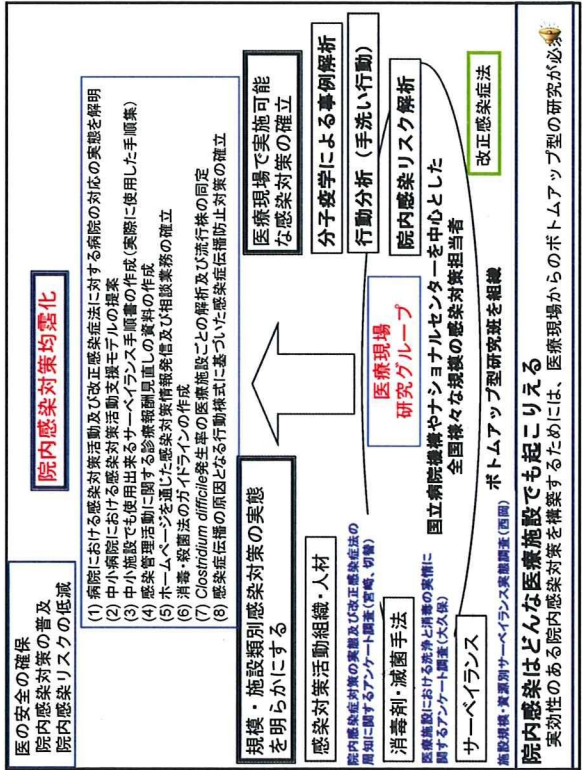 医の安全の確保
院内感染対策の普及
院内感染リスクの低減
院内感染対策均霑化
(1) 病院における感染対策活動及び改正感染症法に対する病院の対応の実態を解明
(2) 中小病院における感染対策活動支援モデルの提案
(3) 中小施設でも使用出来るサーベイランス手順書の作成(実際に使用した手順集)
(4) 感染管理活動に関する診療報酬見直しの資料の作成
(5) ホームページを通じた感染対策情報発信及び相談業務の確立
(6) 消毒・殺菌法のガイドラインの作成
(7) Clostridium difficile発生率の医療施設ごとの解析及び流行株の同定
(8) 感染症伝播の原因となる行動様式に基づいた感染症伝播防止対策の確立
規模・施設類別感染対策の実態
を明らかにする
医療現場で実施可能
な感染対策の確立
感染対策活動組織・人材
院内感染症対策の実態及び改正感染症法の
周知に関するアンケート調査(宮崎、切替)
消毒剤・滅菌手法
医療施設における洗浄と消毒の実情に
関するアンケート調査(大久保)
サーベイランス
施設規模・資源別サーベイランス実態調査(西岡)
医療現場
研究グループ
国立病院機構やナショナルセンターを中心とした
全国様々な規模の感染対策担当者
ボトムアップ型研究班を組織
分子疫学による事例解析
行動分析（手洗い行動）
院内感染リスク解析
改正感染症法
院内感染はどんな医療施設でも起こりえる
実効性のある院内感染対策を構築するためには、医療現場からのボトムアップ型の研究が必須